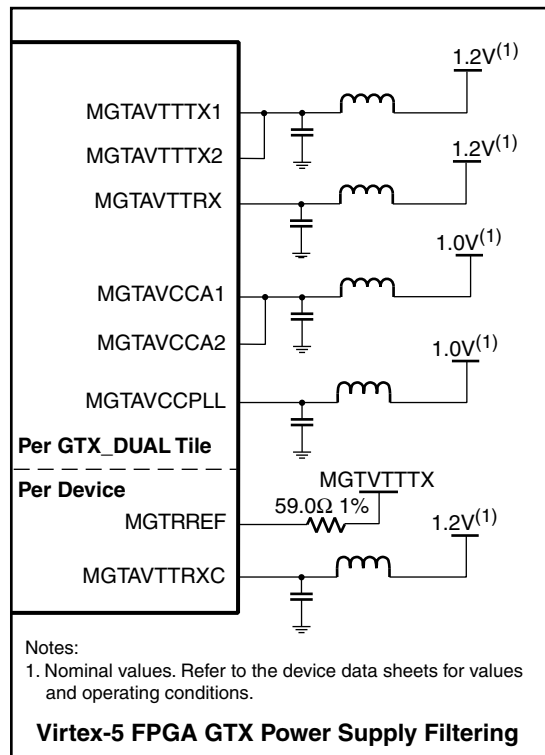 1.2V(1)
MGTAVTTTX1
MGTAVTTTX2
1.2V(1)
MGTAVTTRX
1.0V(1)
MGTAVCCA1
MGTAVCCA2
1.0V(1)
MGTAVCCPLL
Per GTX_DUAL Tile
Per Device
MGTVTTTX
59.0Ω 1%
MGTRREF
1.2V(1)
MGTAVTTRXC
Notes:
1. Nominal values. Refer to the device data sheets for values
and operating conditions.
Virtex-5 FPGA GTX Power Supply Filtering